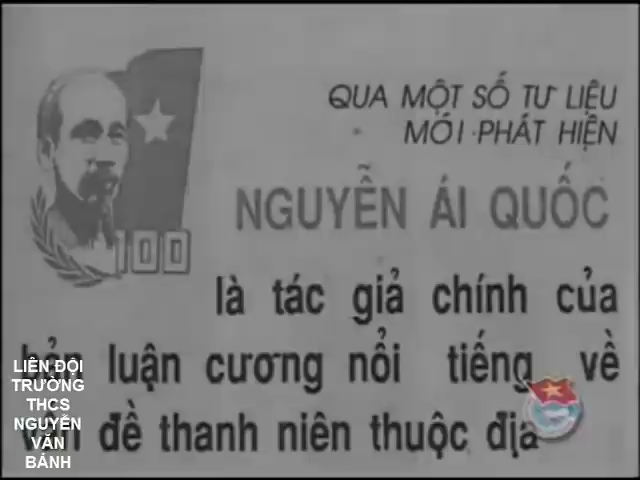 QUA MỘT SỐ TƯ LIỆU
MỚI PHÁT HIỆN
NGUYỄN ÁI QUỐC
100
là tác giả chính của
luận cương nổi tiếng về
đề thanh niên thuộc địa
LIÊN ĐỘI
TRƯỜNG
THCS
NGUYỄN
VĂN
BÁNH